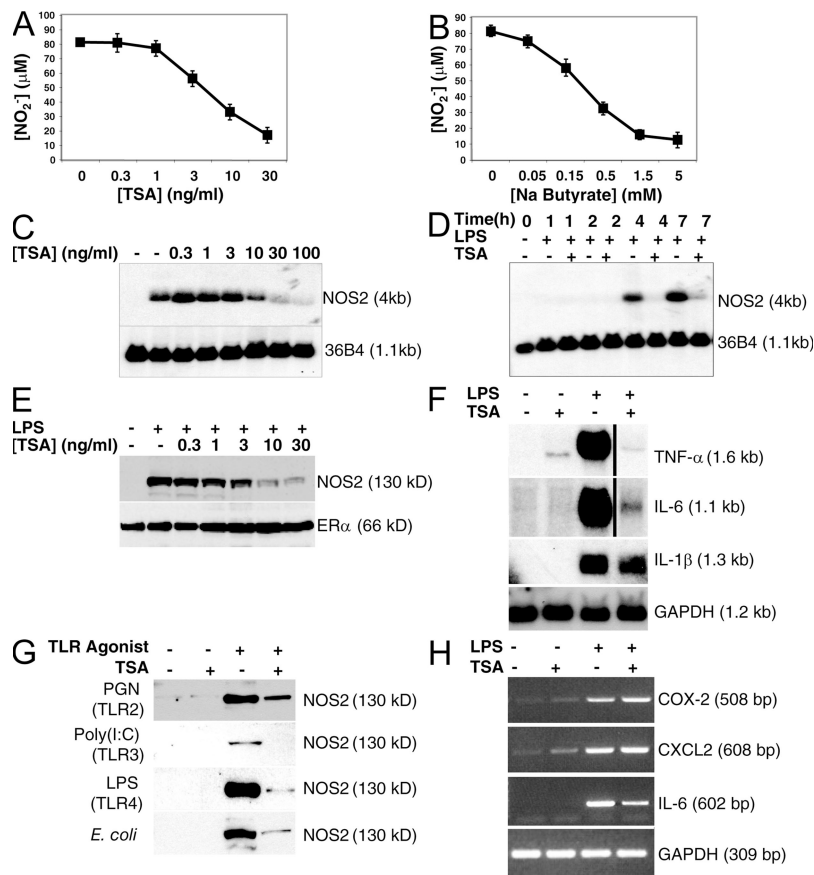 A
[NO2-] (μM)
90
80
70
60
50
40
30
20
10
0
0 0.3 1 3 10 30
[TSA] (ng/ml)
B
[NO2-] (μM)
90
80
70
60
50
40
30
20
10
0
0 0.05 0.15 0.5 1.5 5
[Na Butyrate] (mM)
C
[TSA] (ng/ml) - - 0.3 1 3 10 30 100
NOS2 (4kb)
36B4 (1.1kb)
D
Time(h) 0 1 1 2 2 4 4 7 7
LPS - + + + + + + + +
TSA - - + - + - + - +
NOS2 (4kb)
36B4 (1.1kb)
E
LPS - + + + + + +
[TSA] (ng/ml) - - 0.3 1 3 10 30
NOS2 (130 kD)
ERα (66 kD)
F
LPS - - + +
TSA - + - +
TNF-α (1.6 kb)
IL-6 (1.1 kb)
IL-1β (1.3 kb)
GAPDH (1.2 kb)
G
TLR Agonist - - + +
TSA - + - +
PGN
(TLR2)
NOS2 (130 kD)
Poly(I:C)
(TLR3)
NOS2 (130 kD)
LPS
(TLR4)
NOS2 (130 kD)
E. coli
NOS2 (130 kD)
H
LPS - - + +
TSA - + - +
COX-2 (508 bp)
CXCL2 (608 bp)
IL-6 (602 bp)
GAPDH (309 bp)